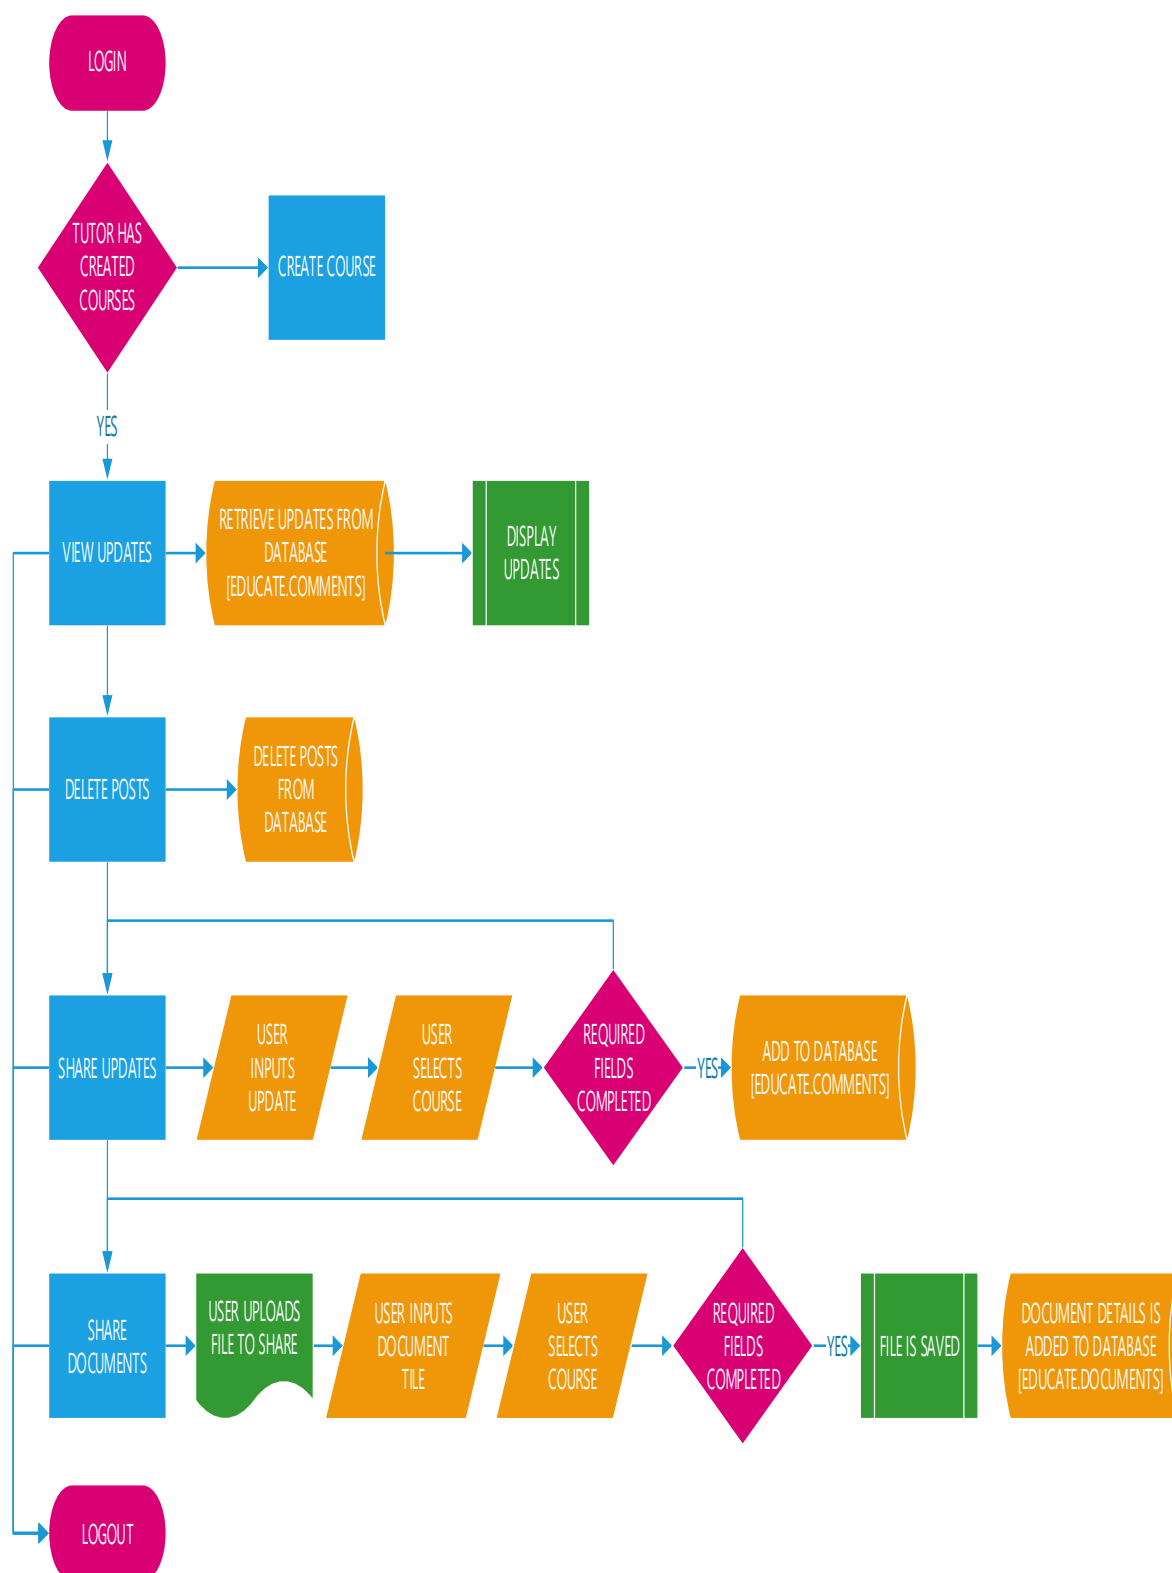 LOGIN
TUTOR HAS
CREATED
COURSES
CREATE COURSE
YES
VIEW UPDATES
RETRIEVE UPDATES FROM
DATABASE
[EDUCATE.COMMENTS]
DISPLAY
UPDATES
DELETE POSTS
DELETE POSTS
FROM
DATABASE
SHARE UPDATES
USER
INPUTS
UPDATE
USER
SELECTS
COURSE
REQUIRED
FIELDS
COMPLETED
YES
ADD TO DATABASE
[EDUCATE.COMMENTS]
SHARE
DOCUMENTS
USER UPLOADS
FILE TO SHARE
USER INPUTS
DOCUMENT
TILE
USER
SELECTS
COURSE
REQUIRED
FIELDS
COMPLETED
YES
FILE IS SAVED
DOCUMENT DETAILS IS
ADDED TO DATABASE
[EDUCATE.DOCUMENTS]
LOGOUT